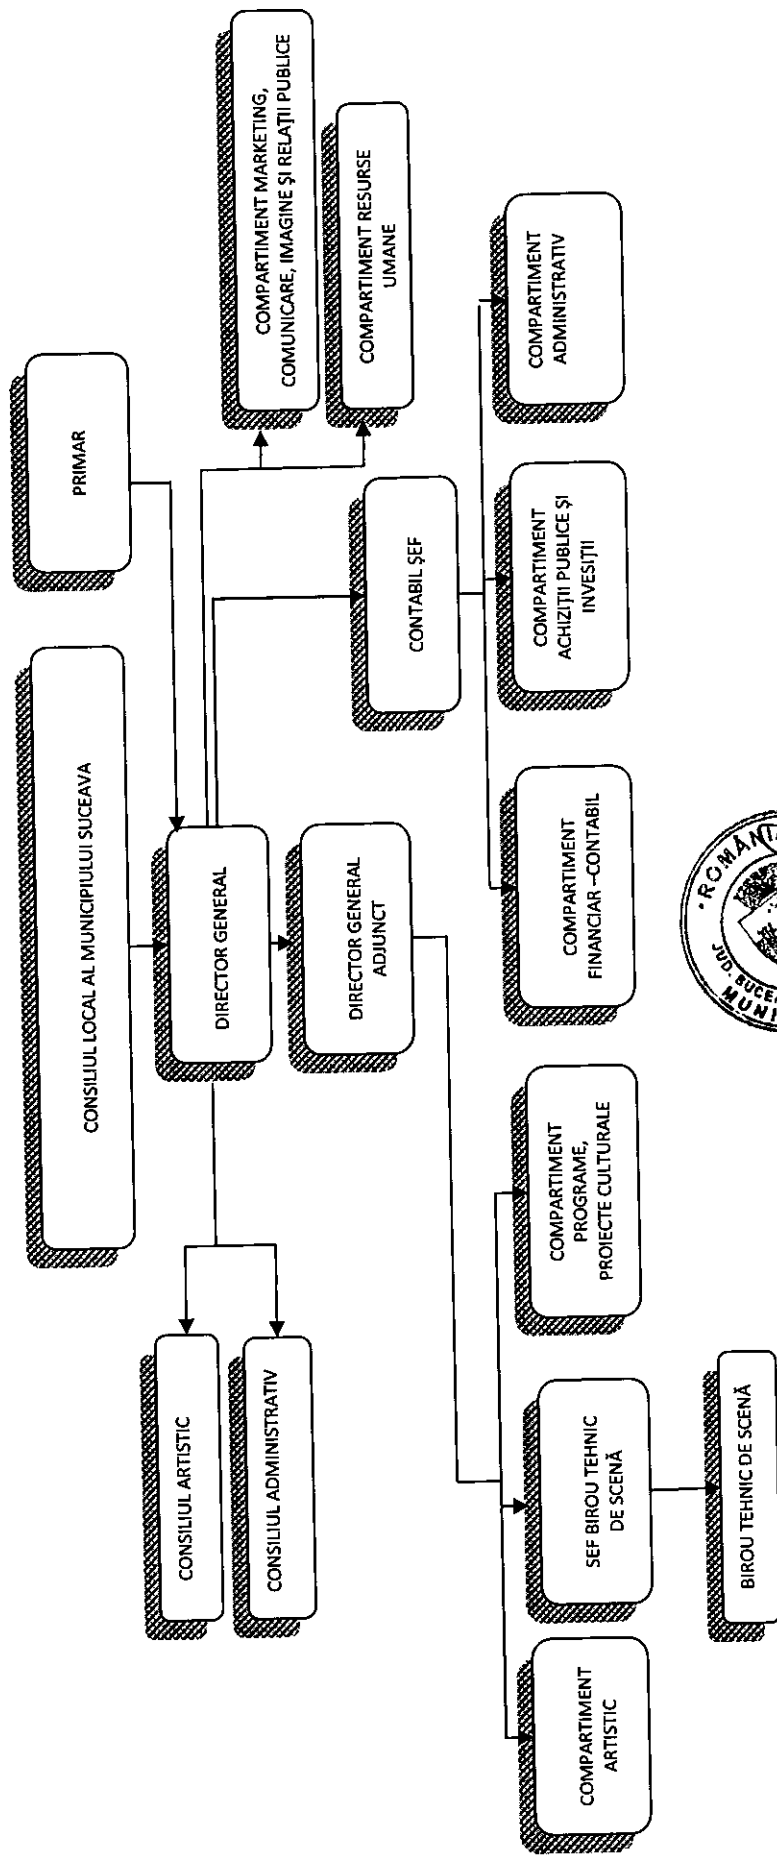 CONSILIUL LOCAL AL MUNICIPIULUI SUCEAVA
PRIMAR
DIRECTOR GENERAL
CONSILIUL ARTISTIC
CONSILIUL ADMINISTRATIV
COMPARTIMENT MARKETING,
COMUNICARE, IMAGINE ȘI RELAȚII PUBLICE
COMPARTIMENT RESURSE
UMANE
DIRECTOR GENERAL
ADJUNCT
CONTABIL ȘEF
COMPARTIMENT
ARTISTIC
SEF BIROU TEHNIC
DE SCENĂ
COMPARTIMENT
PROGRAME,
PROIECTE CULTURALE
COMPARTIMENT
FINANCIAR –CONTABIL
COMPARTIMENT
ACHIZIȚII PUBLICE ȘI
INVESIȚII
COMPARTIMENT
ADMINISTRATIV
BIROU TEHNIC DE SCENĂ
ROMÂNI
JUD.
MUNI